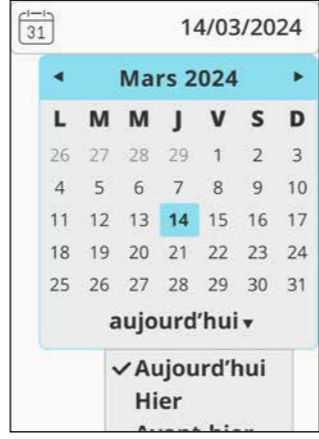 31 14/03/2024
◄ Mars 2024 ►
L M M J V S D
26 27 28 29 1 2 3
4 5 6 7 8 9 10
11 12 13 14 15 16 17
18 19 20 21 22 23 24
25 26 27 28 29 30 31
aujourd’hui ▾
✓ Aujourd’hui
Hier
Avant-hier